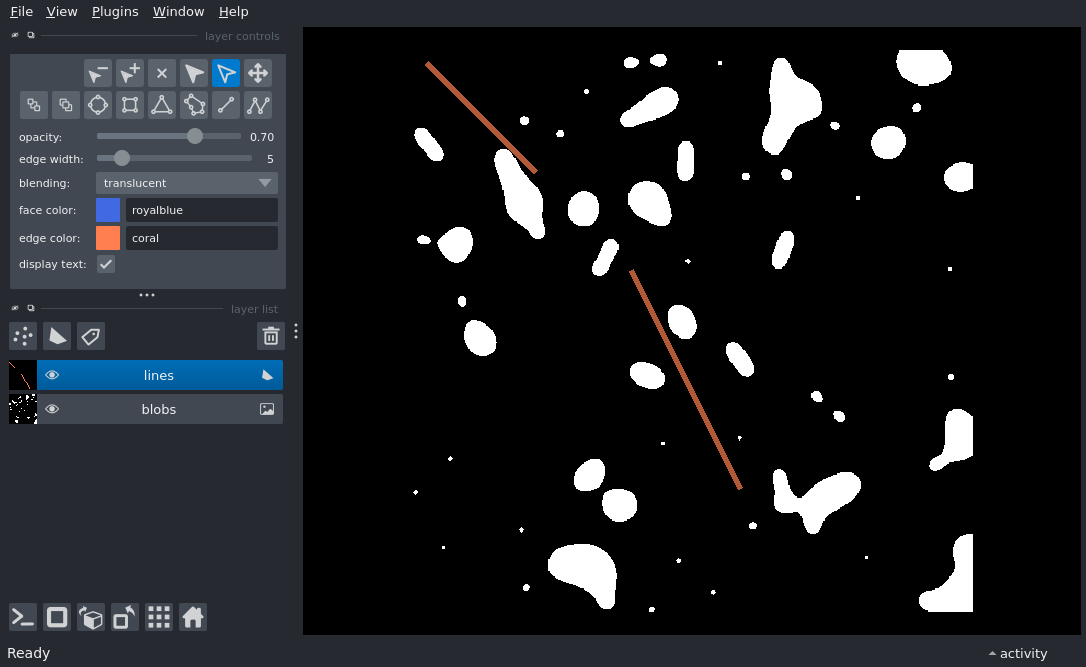 File View Plugins Window Help
layer controls
opacity: 0.70
edge width: 5
blending: translucent
face color: royalblue
edge color: coral
display text:
layer list
lines
blobs
Ready
activity